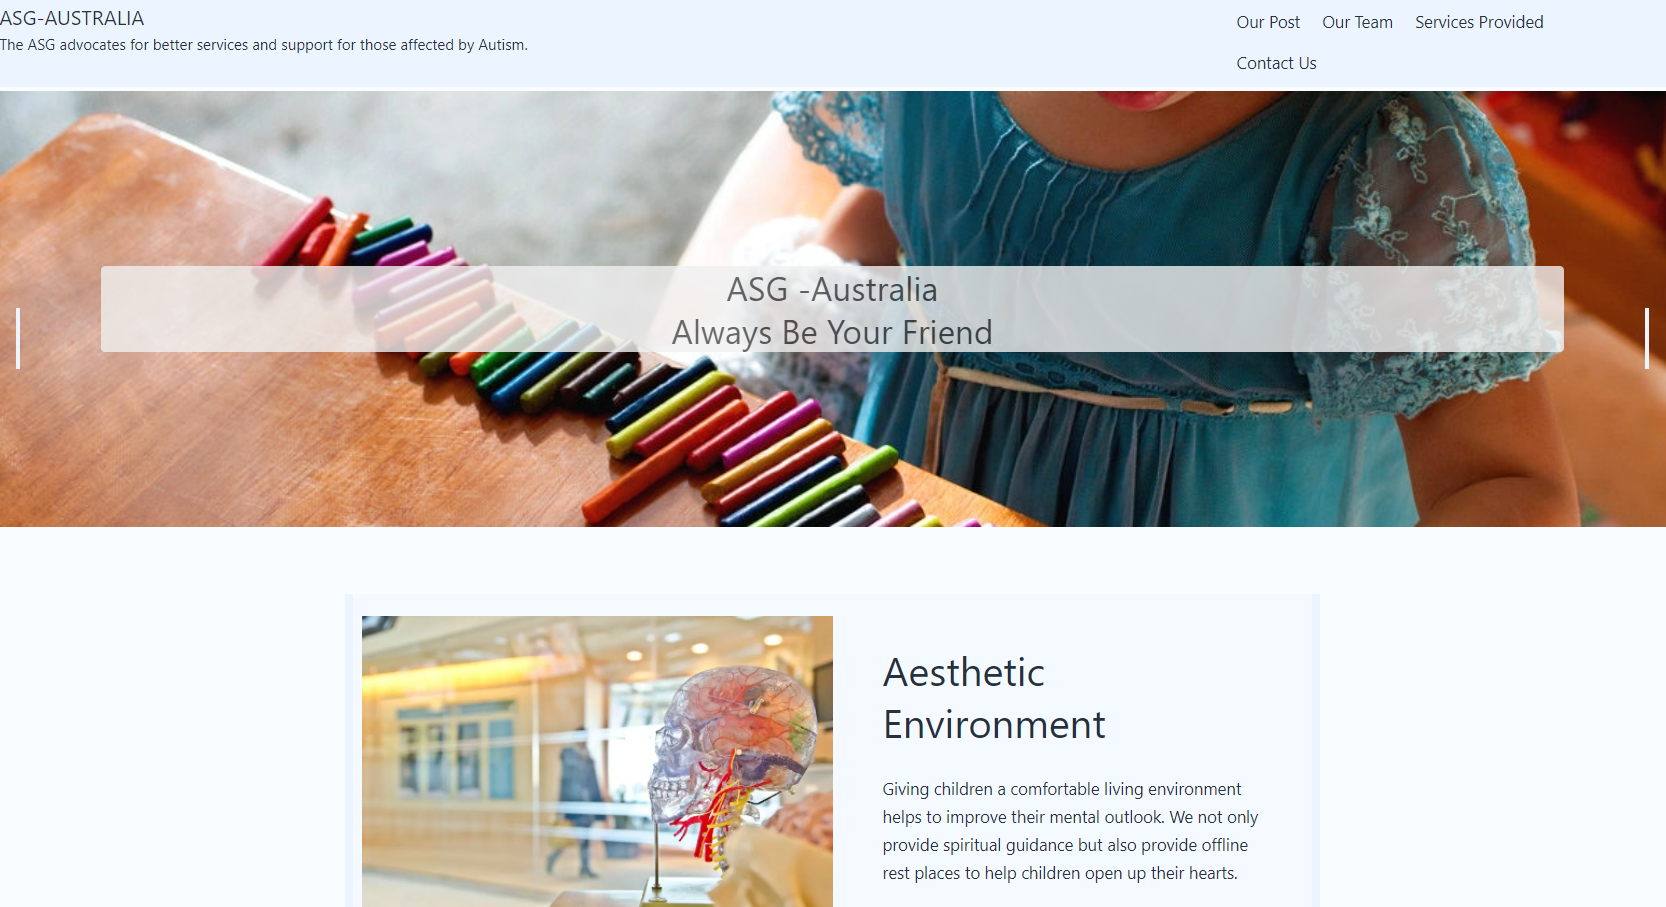 ASG-AUSTRALIA
The ASG advocates for better services and support for those affected by Autism.
Our Post Our Team Services Provided
Contact Us
ASG -Australia
Always Be Your Friend
Aesthetic
Environment
Giving children a comfortable living environment
helps to improve their mental outlook. We not only
provide spiritual guidance but also provide offline
rest places to help children open up their hearts.